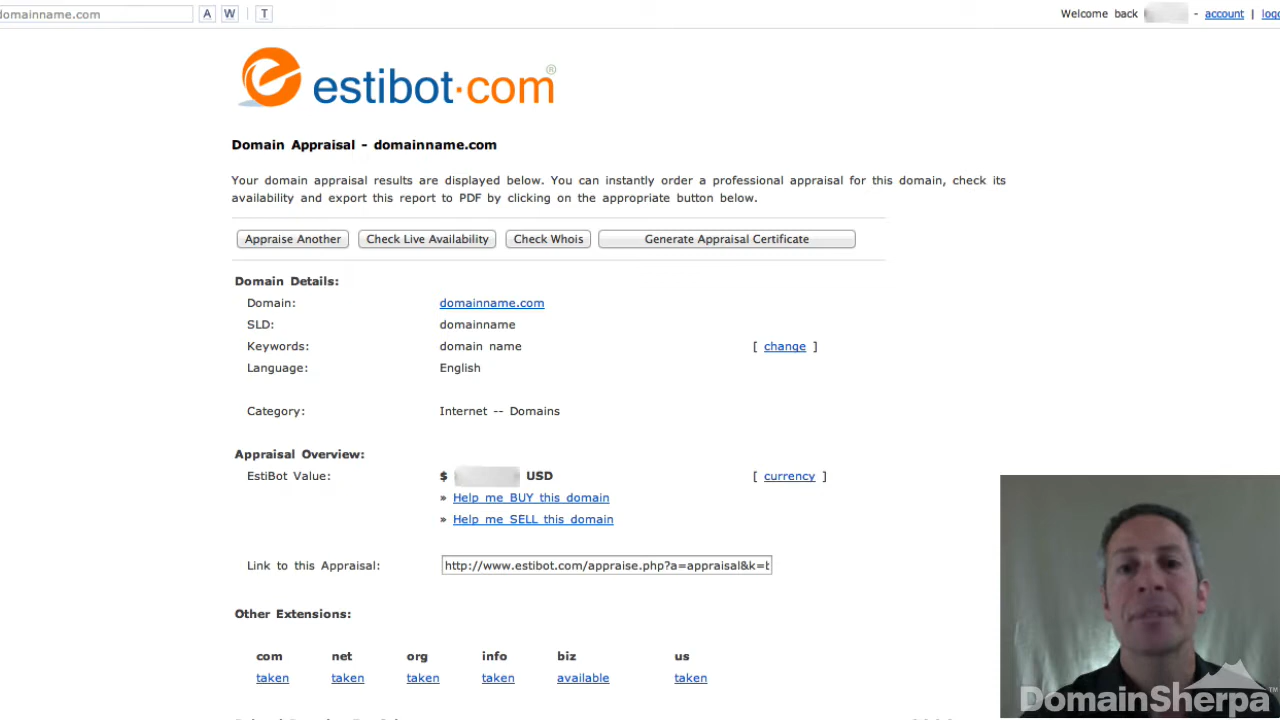 domainname.com A W T Welcome back - account |
estibot.com®
Domain Appraisal - domainname.com
Your domain appraisal results are displayed below. You can instantly order a professional appraisal for this domain, check its
availability and export this report to PDF by clicking on the appropriate button below.
Appraise Another Check Live Availability Check Whois Generate Appraisal Certificate
Domain Details:
Domain: domainname.com
SLD: domainname
Keywords: domain name [ change ]
Language: English
Category: Internet -- Domains
Appraisal Overview:
EstiBot Value: $ USD [ currency ]
» Help me BUY this domain
» Help me SELL this domain
Link to this Appraisal: http://www.estibot.com/appraise.php?a=appraisal&k=
Other Extensions:
com net org info biz us
taken taken taken taken available taken
DomainSherpa™